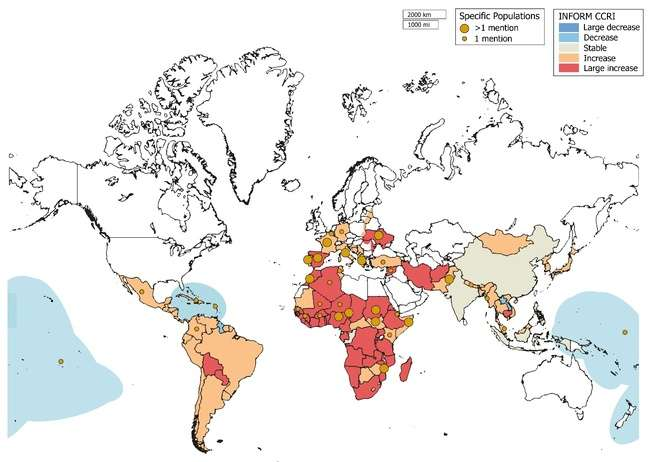 2000 km
1000 mi
Specific Populations
>1 mention
1 mention
INFORM CCRI
Large decrease
Decrease
Stable
Increase
Large increase